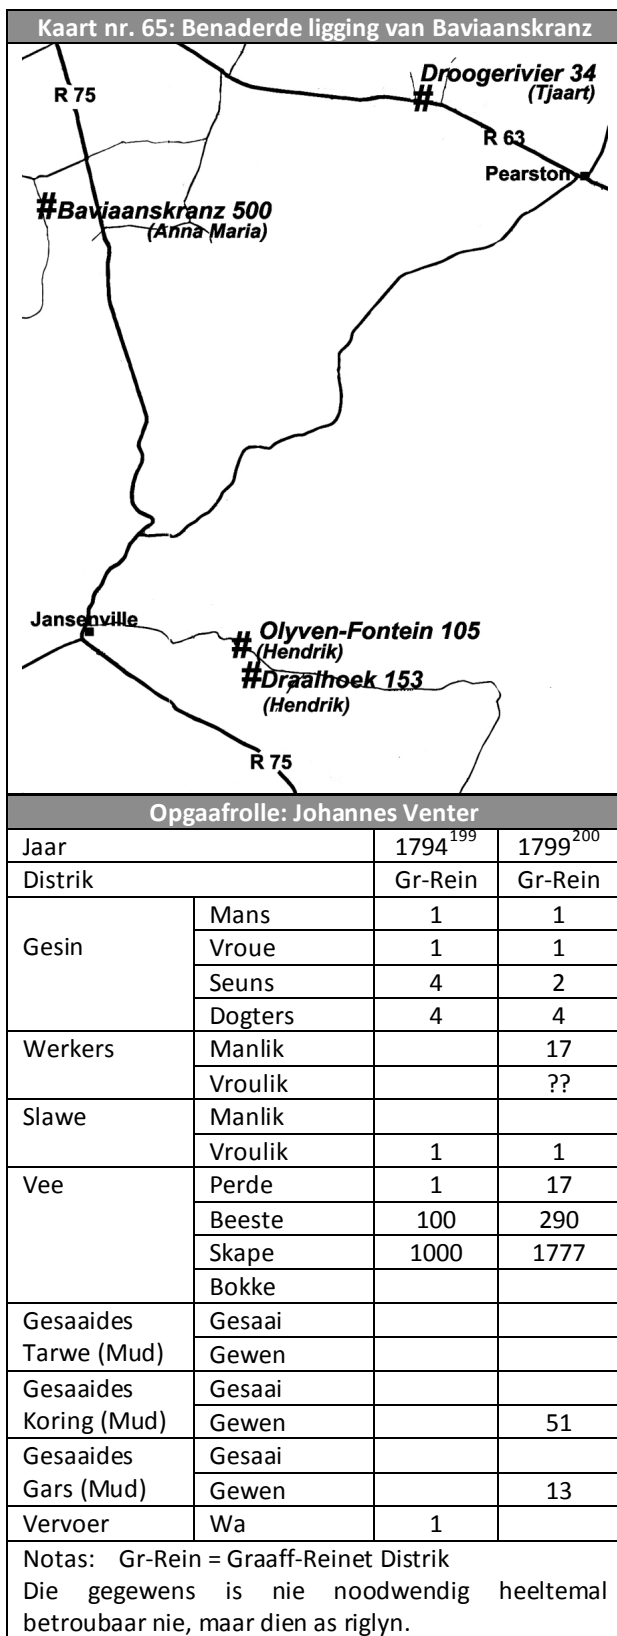 Kaart nr. 65: Benaderde ligging van Baviaanskranz
Droogerivier 34
(Tjaart)
R 75
R 63
Pearston
#Baviaanskranz 500
(Anna Maria)
Jansenville
# Olyven-Fontein 105
(Hendrik)
#Draalhoek 153
(Hendrik)
R 75
Opgaafrolle: Johannes Venter
Jaar 1794199 1799200
Distrik Gr-Rein Gr-Rein
Gesin Mans 1 1
Vroue 1 1
Seuns 4 2
Dogters 4 4
Werkers Manlik 17
Vroulik ??
Slawe Manlik
Vroulik 1 1
Vee Perde 1 17
Beeste 100 290
Skape 1000 1777
Bokke
Gesaaides Gesaai
Tarwe (Mud) Gewen
Gesaaides Gesaai
Koring (Mud) Gewen 51
Gesaaides Gesaai
Gars (Mud) Gewen 13
Vervoer Wa 1
Notas: Gr-Rein = Graaff-Reinet Distrik
Die gegewens is nie noodwendig heeltemal
betroubaar nie, maar dien as riglyn.